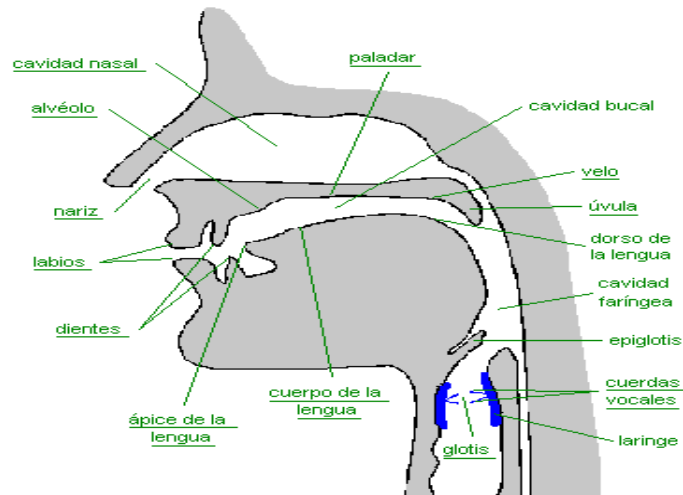 paladar
cavidad nasal
cavidad bucal
alvéolo
velo
nariz
úvula
dorso de
la lengua
labios
cavidad
faríngea
dientes
epiglotis
cuerpo de la
lengua
cuerdas
vocales
ápice de la
lengua
laringe
glotis